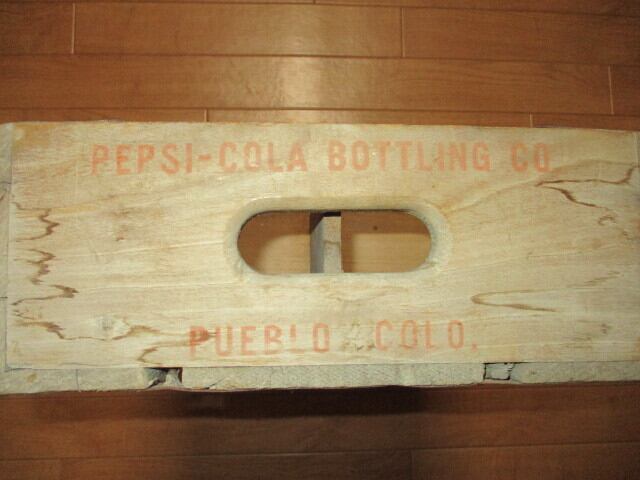 PEPSI-COLA BOTTLING CO
PUEBLO COLO.